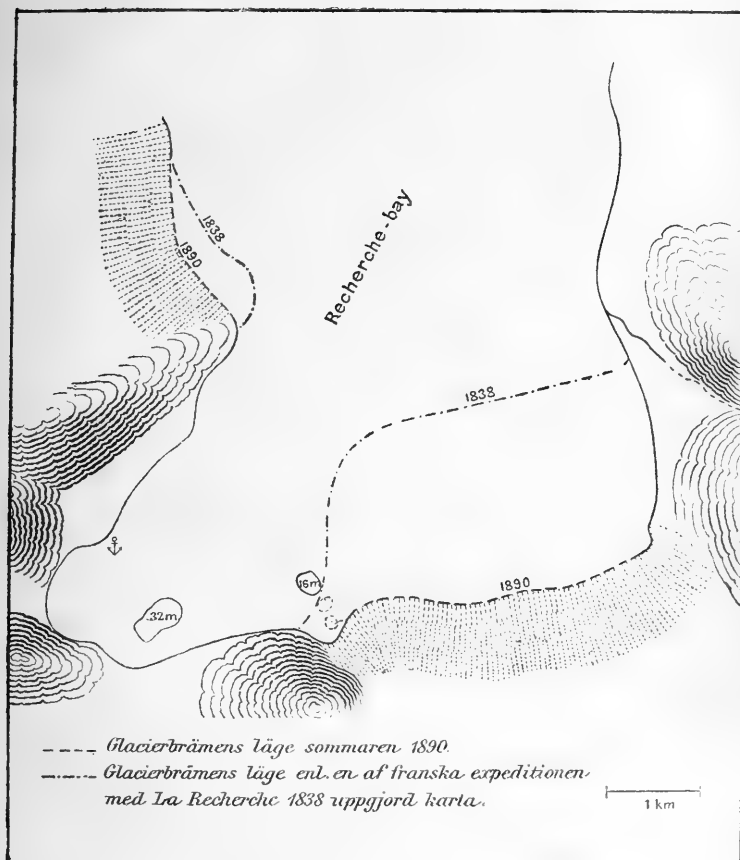 1838
1890
Recherche-bay
1838
16m
1890
32m
Glacierbrämens läge sommaren 1890.
Glacierbrämens läge enl. en af franska expeditionen
med La Recherche 1838 uppgjord karta.
1 km